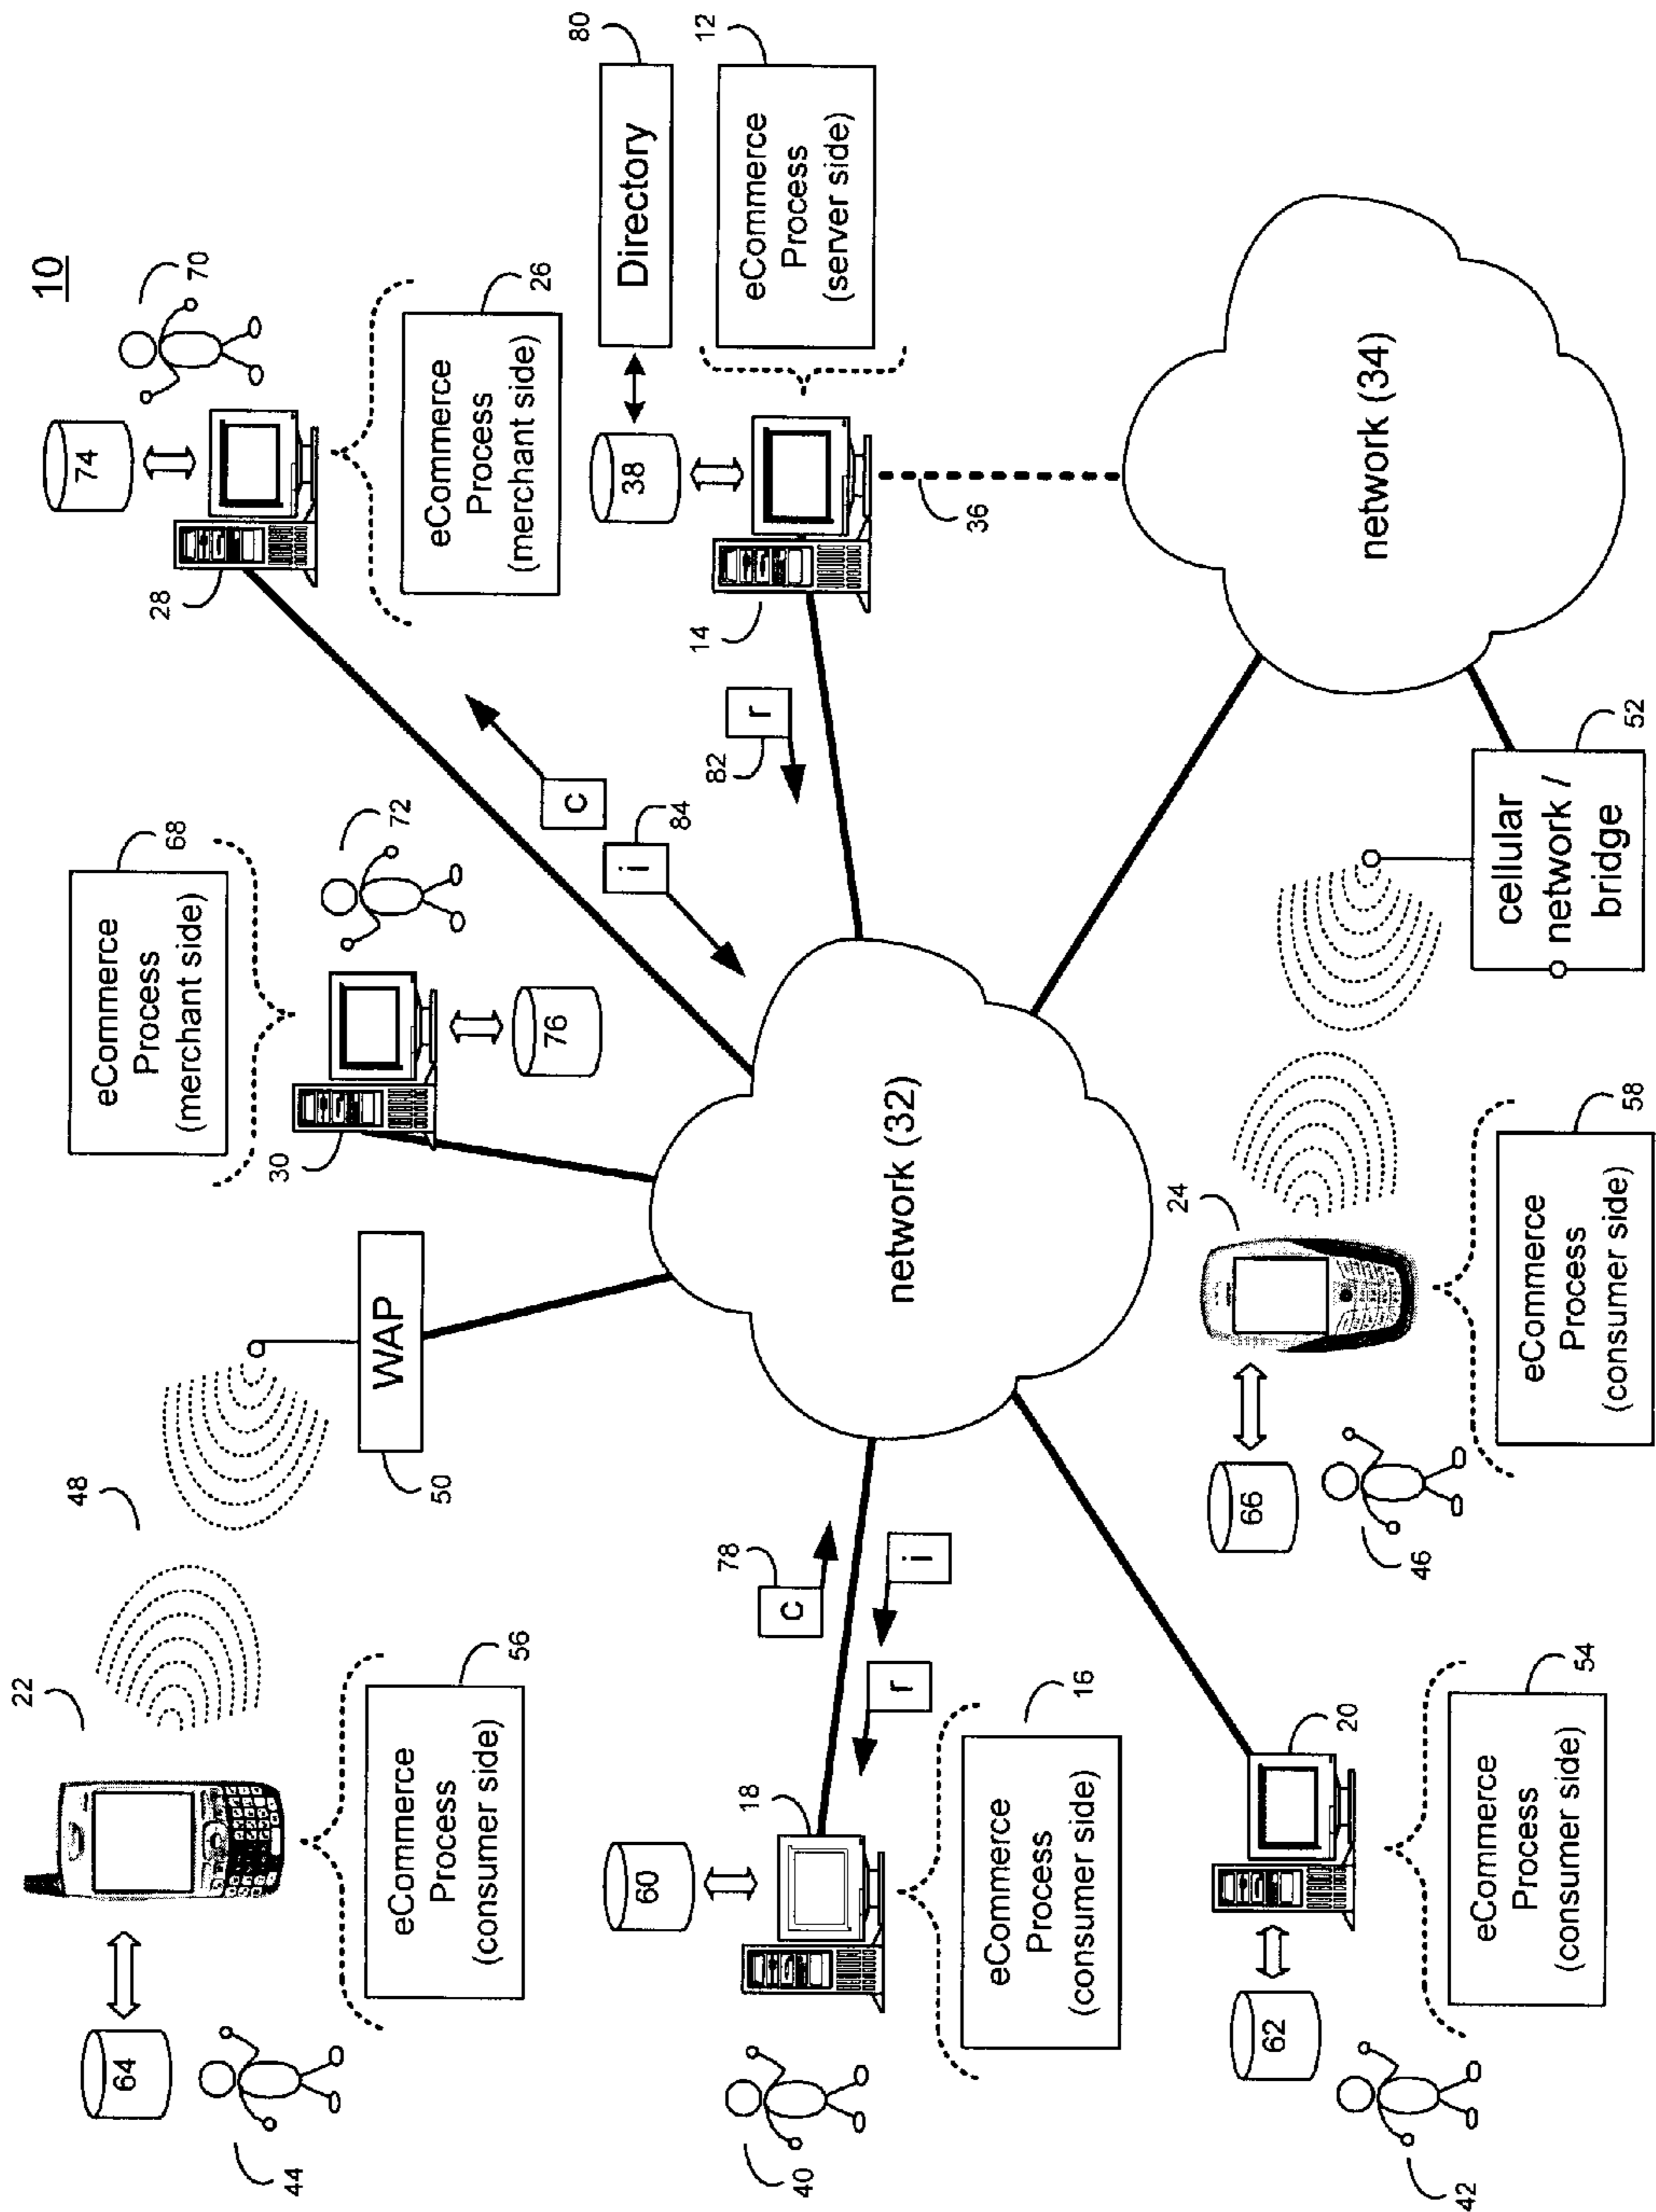 10
44
64
22
eCommerce
Process
(consumer side)
56
48
50
WAP
eCommerce
Process
(merchant side)
68
30
72
76
74
70
28
eCommerce
Process
(merchant side)
26
40
60
18
eCommerce
Process
(consumer side)
16
78
c
i
r
network (32)
i
84
c
r
82
14
38
36
Directory
80
eCommerce
Process
(server side)
12
42
62
20
eCommerce
Process
(consumer side)
54
46
66
24
eCommerce
Process
(consumer side)
58
cellular
network /
bridge
52
network (34)